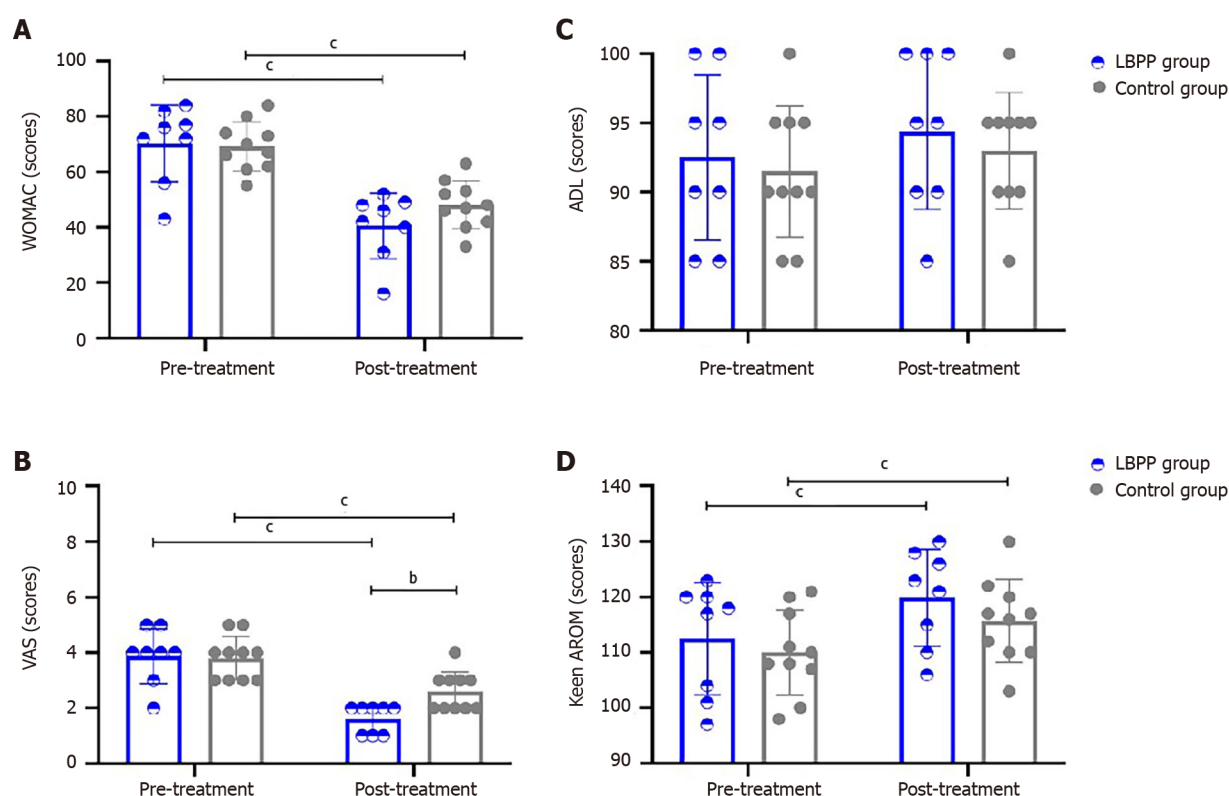 A
WOMAC (scores)
100
80
60
40
20
0
c
c
Pre-treatment
Post-treatment
C
ADL (scores)
100
95
90
85
80
Pre-treatment
Post-treatment
LBPP group
Control group
B
VAS (scores)
10
8
6
4
2
0
c
c
b
Pre-treatment
Post-treatment
D
Keen AROM (scores)
140
130
120
110
100
90
c
c
Pre-treatment
Post-treatment
LBPP group
Control group